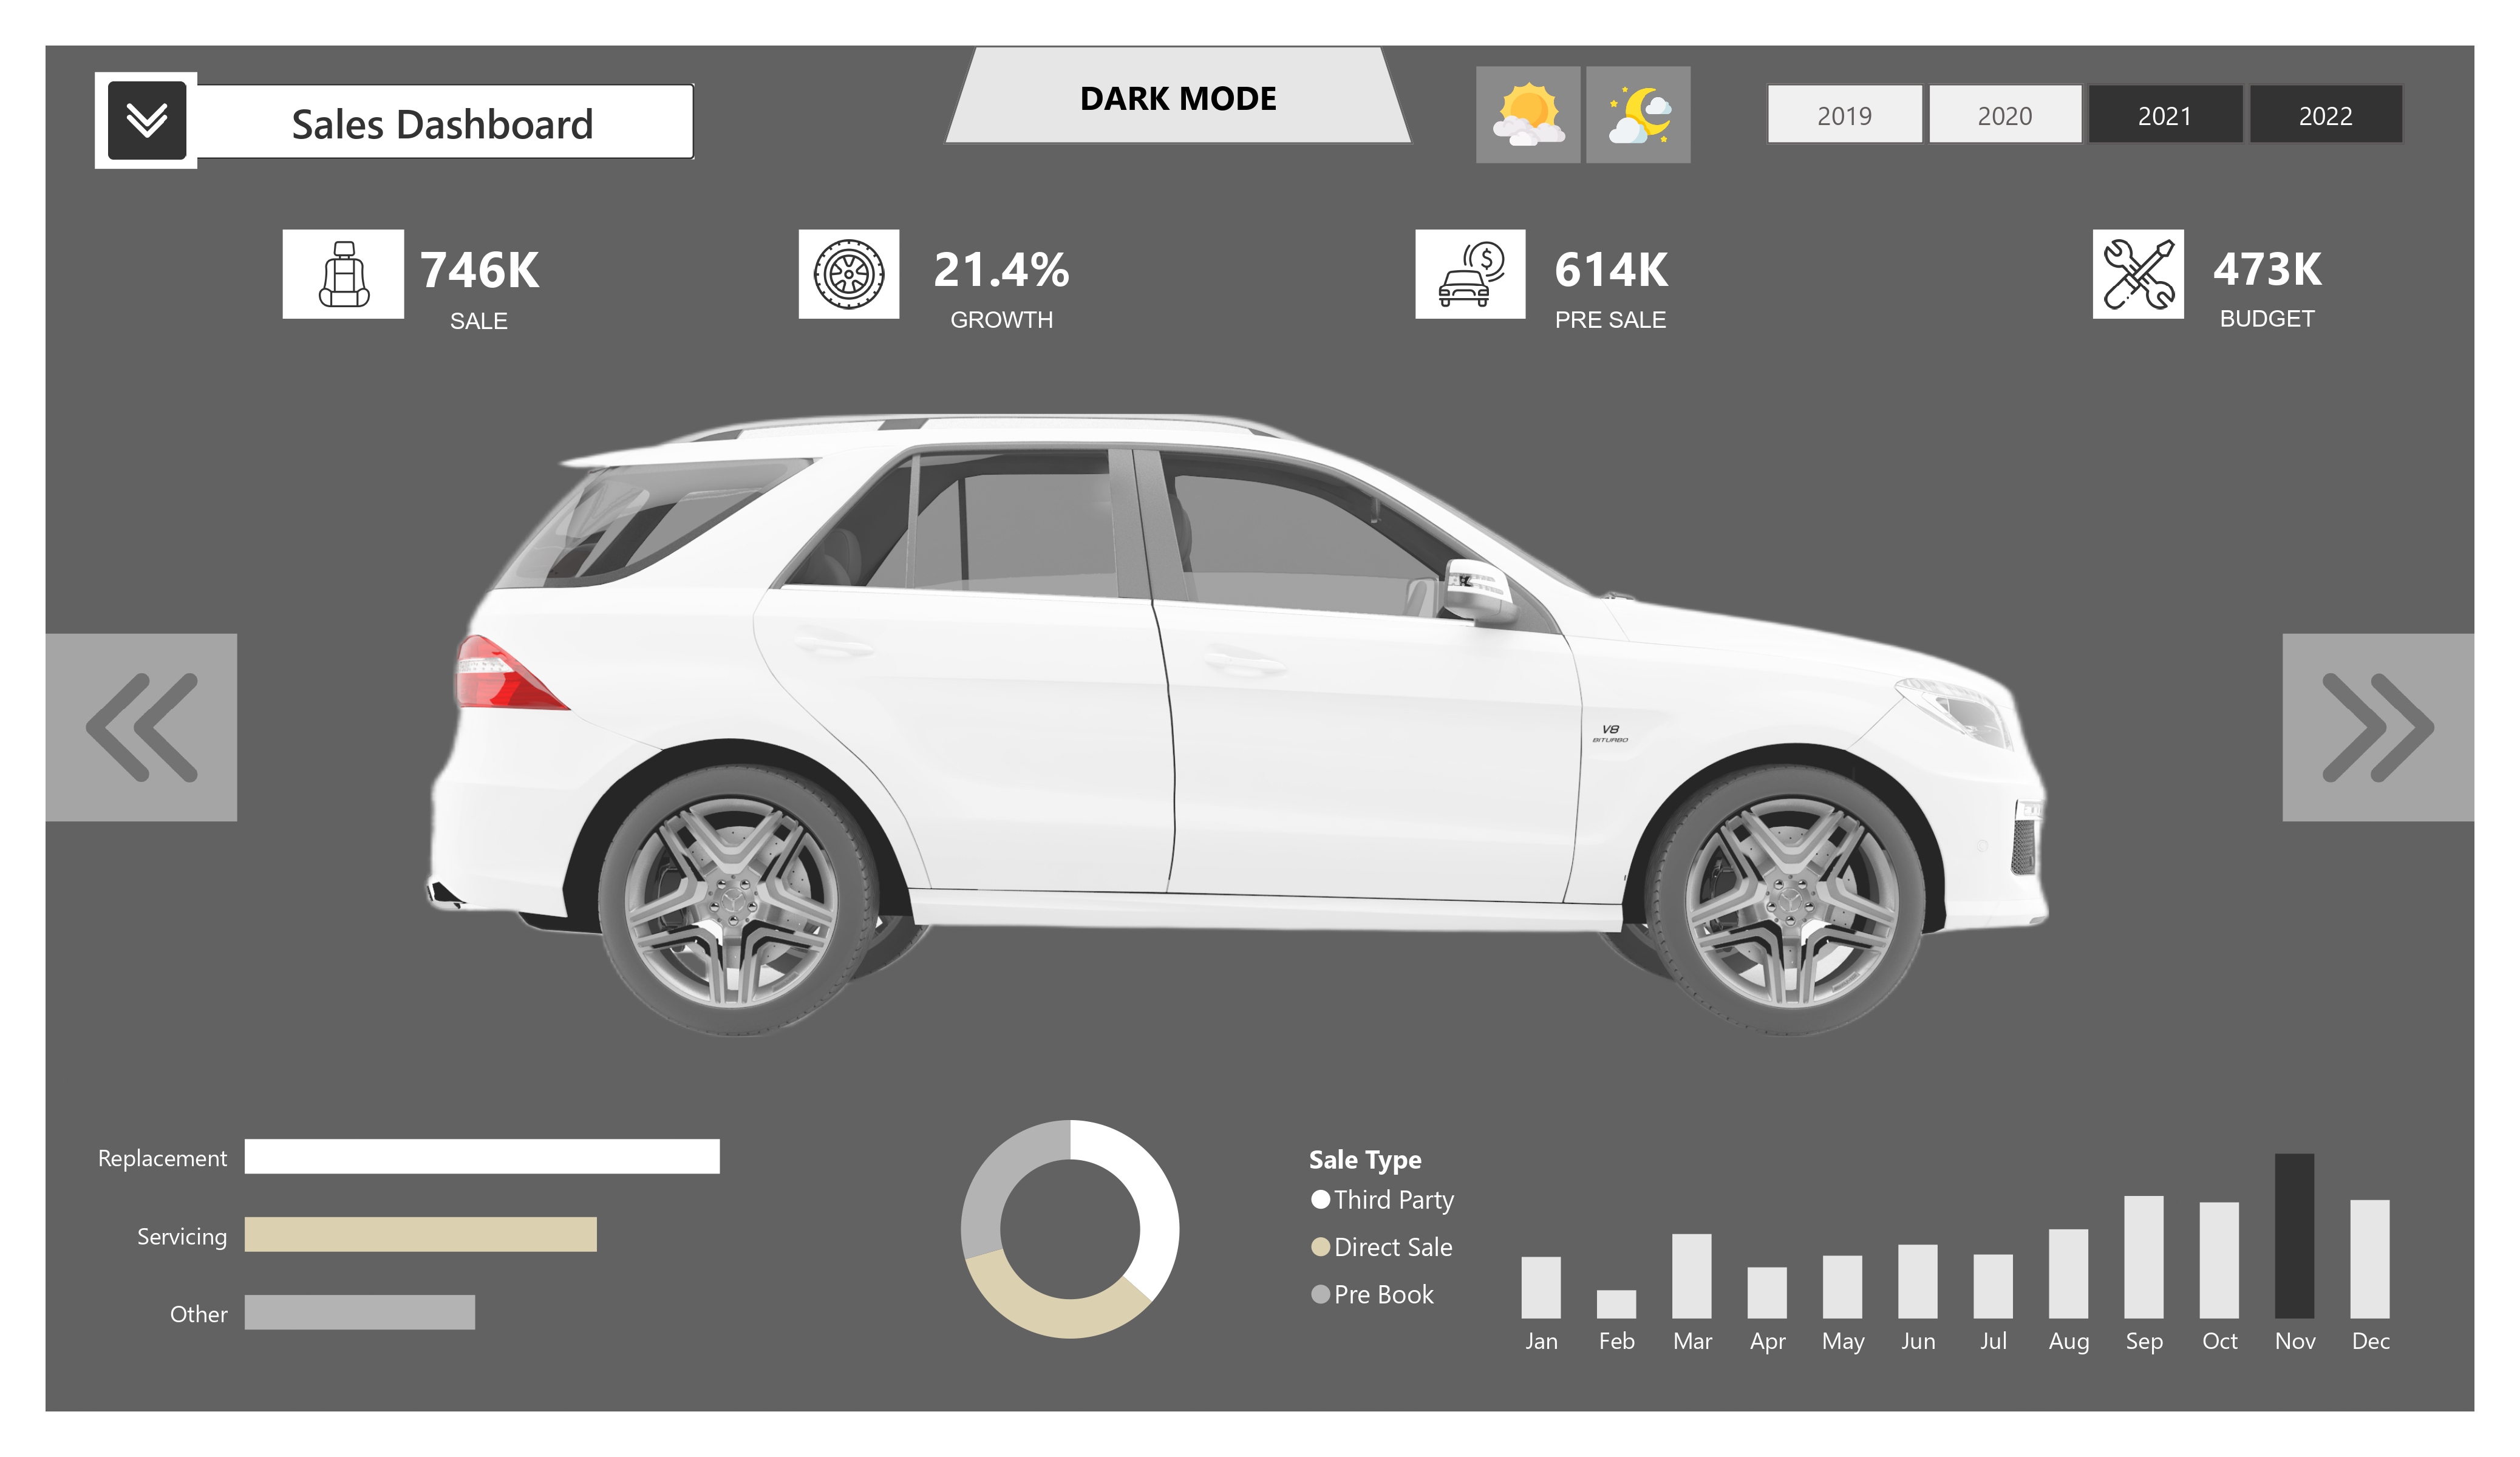 Sales Dashboard
DARK MODE
2019
2020
2021
2022
746K
SALE
21.4%
GROWTH
$
614K
PRE SALE
473K
BUDGET
V8
BITURBO
Replacement
Servicing
Other
Sale Type
Third Party
Direct Sale
Pre Book
Jan Feb Mar Apr May Jun Jul Aug Sep Oct Nov Dec